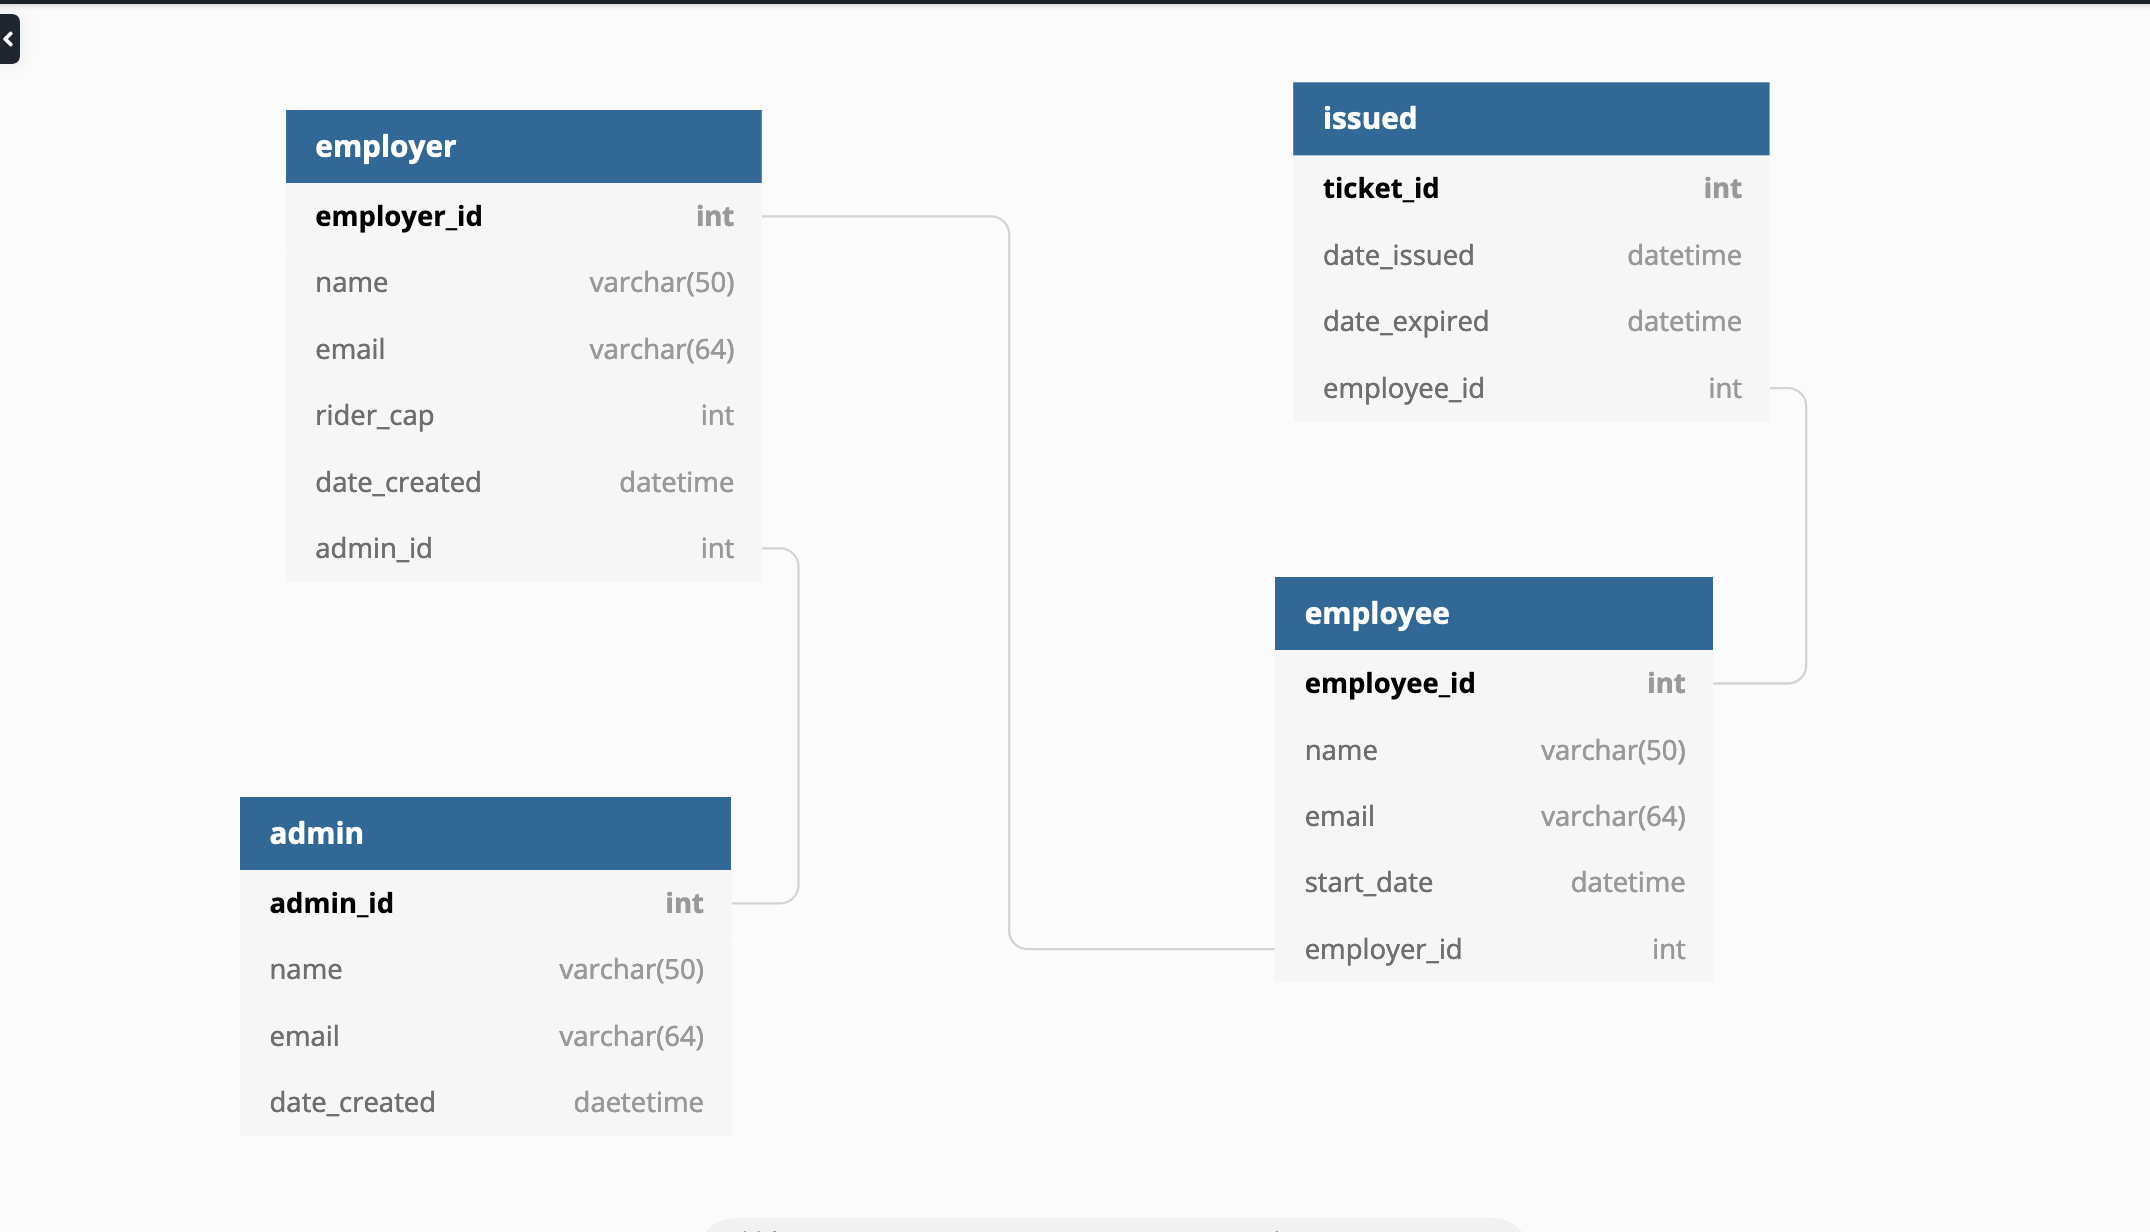 employer
employer_id int
name varchar(50)
email varchar(64)
rider_cap int
date_created datetime
admin_id int
issued
ticket_id int
date_issued datetime
date_expired datetime
employee_id int
employee
employee_id int
name varchar(50)
email varchar(64)
start_date datetime
employer_id int
admin
admin_id int
name varchar(50)
email varchar(64)
date_created daetetime